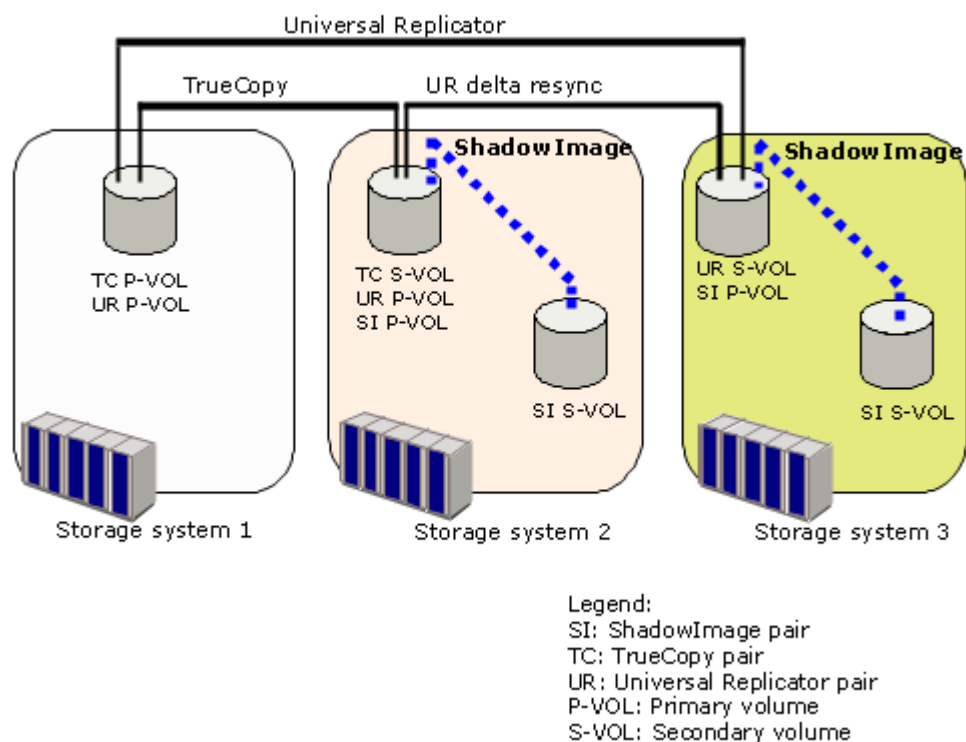 Universal Replicator
TrueCopy
UR delta resync
ShadowImage
ShadowImage
TC P-VOL
UR P-VOL
TC S-VOL
UR P-VOL
SI P-VOL
UR S-VOL
SI P-VOL
SI S-VOL
SI S-VOL
Storage system 1
Storage system 2
Storage system 3
Legend:
SI: ShadowImage pair
TC: TrueCopy pair
UR: Universal Replicator pair
P-VOL: Primary volume
S-VOL: Secondary volume